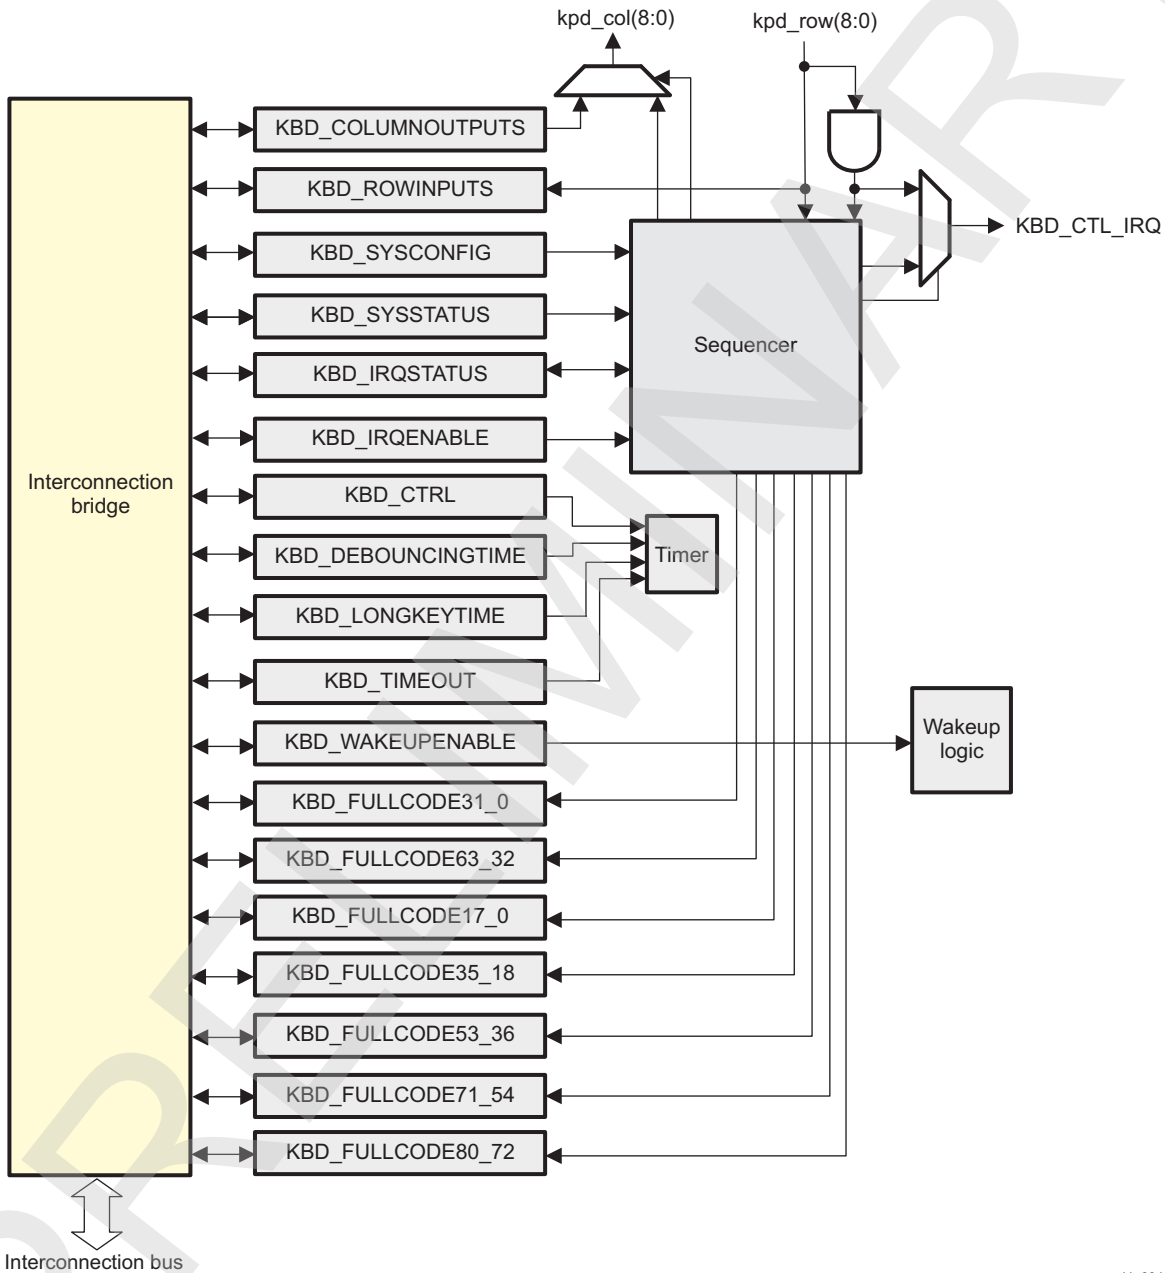 kpd_col(8:0)
kpd_row(8:0)
KBD_COLUMNOUTPUTS
KBD_ROWINPUTS
KBD_CTL_IRQ
KBD_SYSCONFIG
KBD_SYSSTATUS
Sequencer
KBD_IRQSTATUS
KBD_IRQENABLE
Interconnection
bridge
KBD_CTRL
KBD_DEBOUNCINGTIME
Timer
KBD_LONGKEYTIME
KBD_TIMEOUT
KBD_WAKEUPENABLE
Wakeup
logic
KBD_FULLCODE31_0
KBD_FULLCODE63_32
KBD_FULLCODE17_0
KBD_FULLCODE35_18
KBD_FULLCODE53_36
KBD_FULLCODE71_54
KBD_FULLCODE80_72
Interconnection bus
PRELIMINARY